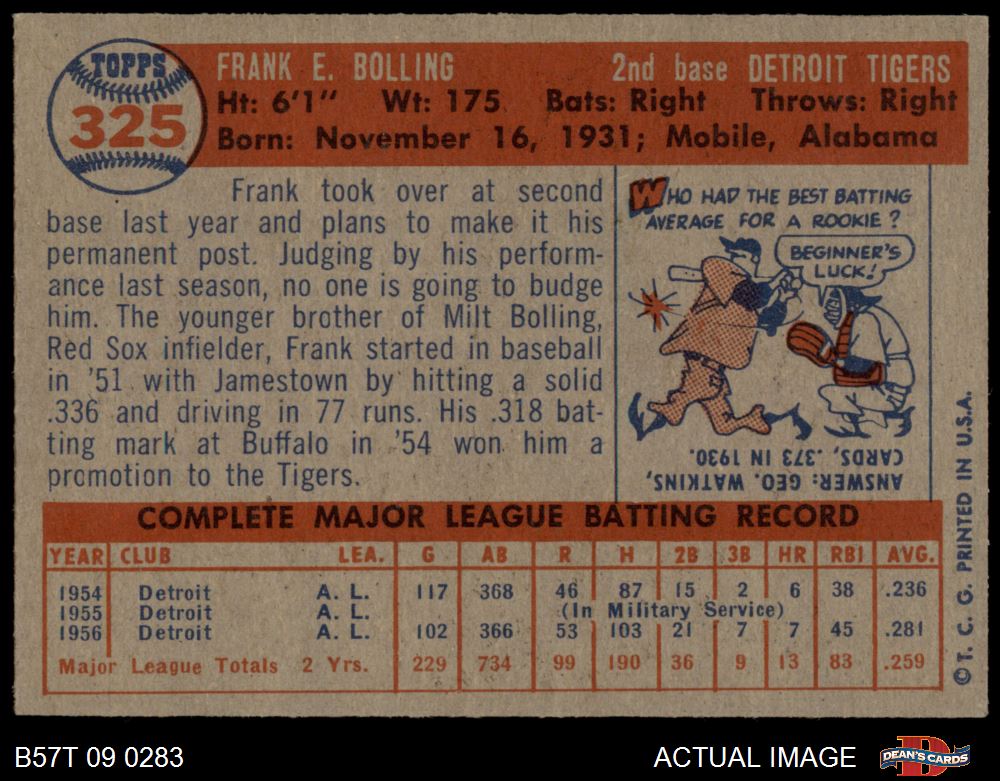 TOPPS
325
FRANK E. BOLLING 2nd base DETROIT TIGERS
Ht: 6'1" Wt: 175 Bats: Right Throws: Right
Born: November 16, 1931; Mobile, Alabama
Frank took over at second
base last year and plans to make it his
permanent post. Judging by his perform-
ance last season, no one is going to budge
him. The younger brother of Milt Bolling,
Red Sox infielder, Frank started in baseball
in '51 with Jamestown by hitting a solid
.336 and driving in 77 runs. His .318 bat-
ting mark at Buffalo in '54 won him a
promotion to the Tigers.
WHO HAD THE BEST BATTING
AVERAGE FOR A ROOKIE?
BEGINNER'S
LUCK!
ANSWER: GEO. WATKINS,
CARDS, .373 IN 1930.
COMPLETE MAJOR LEAGUE BATTING RECORD
YEAR CLUB LEA. G AB R H 2B 3B HR RBI AVG.
1954 Detroit A. L. 117 368 46 87 15 2 6 38 .236
1955 Detroit A. L. (In Military Service)
1956 Detroit A. L. 102 366 53 103 21 7 7 45 .281
Major League Totals 2 Yrs. 229 734 99 190 36 9 13 83 .259
©T. C. G. PRINTED IN U.S.A.
B57T 09 0283 ACTUAL IMAGE DEAN'S CARDS